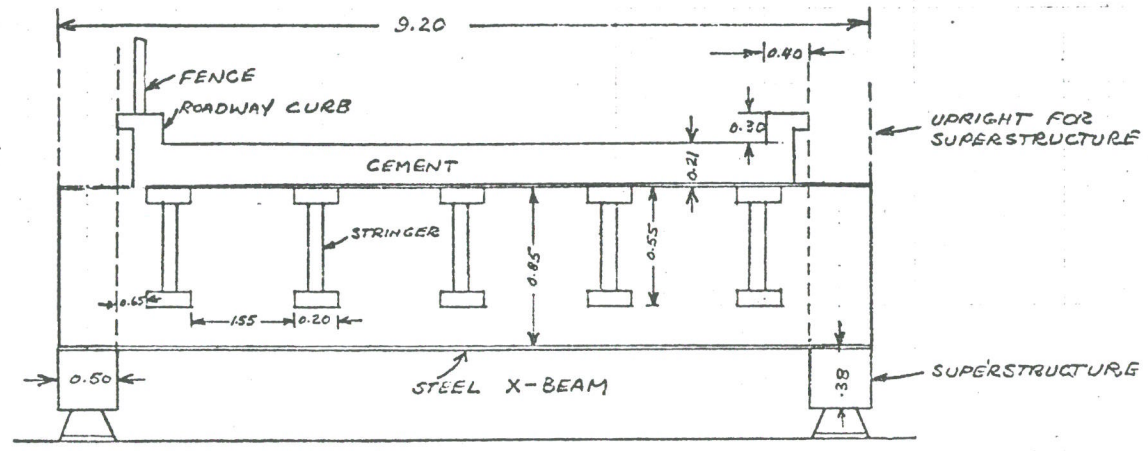 9.20
0.40
FENCE
ROADWAY CURB
0.30
UPRIGHT FOR
SUPERSTRUCTURE
CEMENT
0.21
STRINGER
0.85
0.55
0.65
1.55
0.20
STEEL X-BEAM
0.50
.38
SUPERSTRUCTURE